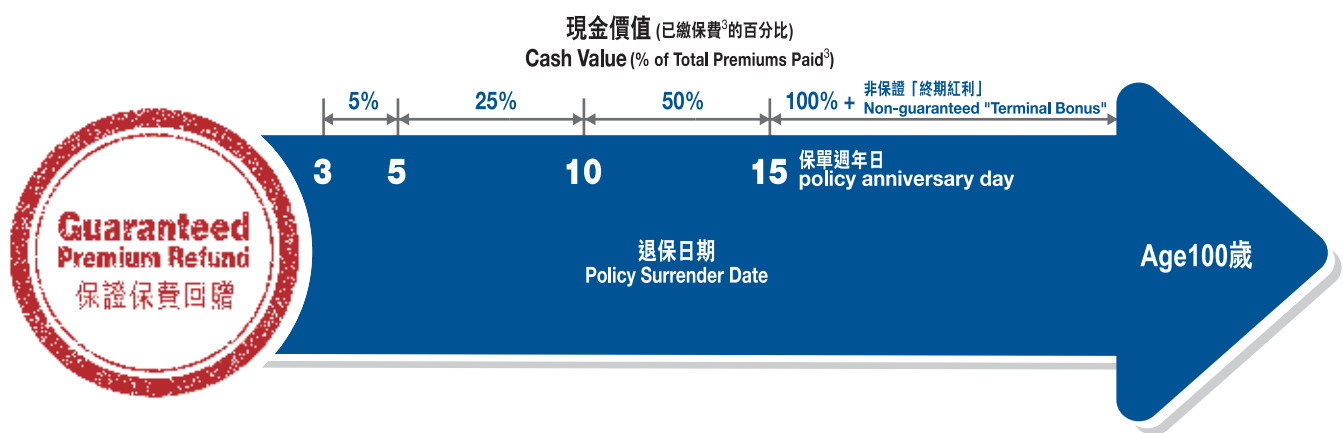 現金價值 (已繳保費3的百分比)
Cash Value (% of Total Premiums Paid3)
5%
25%
50%
100% +
非保證「終期紅利」
Non-guaranteed "Terminal Bonus"
3
5
10
15
保單週年日
policy anniversary day
Guaranteed
Premium Refund
保證保費回贈
退保日期
Policy Surrender Date
Age100歲